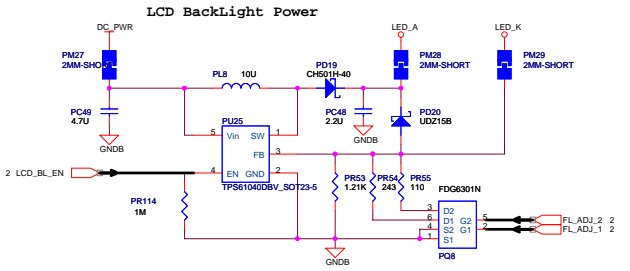 LCD BackLight Power
DC_PWR
LED_A
LED_K
PM27
2MM-SHORT
PM28
2MM-SHORT
PM29
2MM-SHORT
PL8
10U
PD19
CH501H-40
PC49
4.7U
PC48
2.2U
PD20
UDZ15B
GNDB
GNDB
PU25
5 Vin SW 1
FB 3
4 EN GND 2
TPS61040DBV_SOT23-5
2 LCD_BL_EN
PR114
1M
PR53
1.21K
PR54
243
PR55
110
FDG6301N
3 D2
6 D1 G2 5
4 S2 G1 2
1 S1
PQ8
FL_ADJ_2 2
FL_ADJ_1 2
GNDB